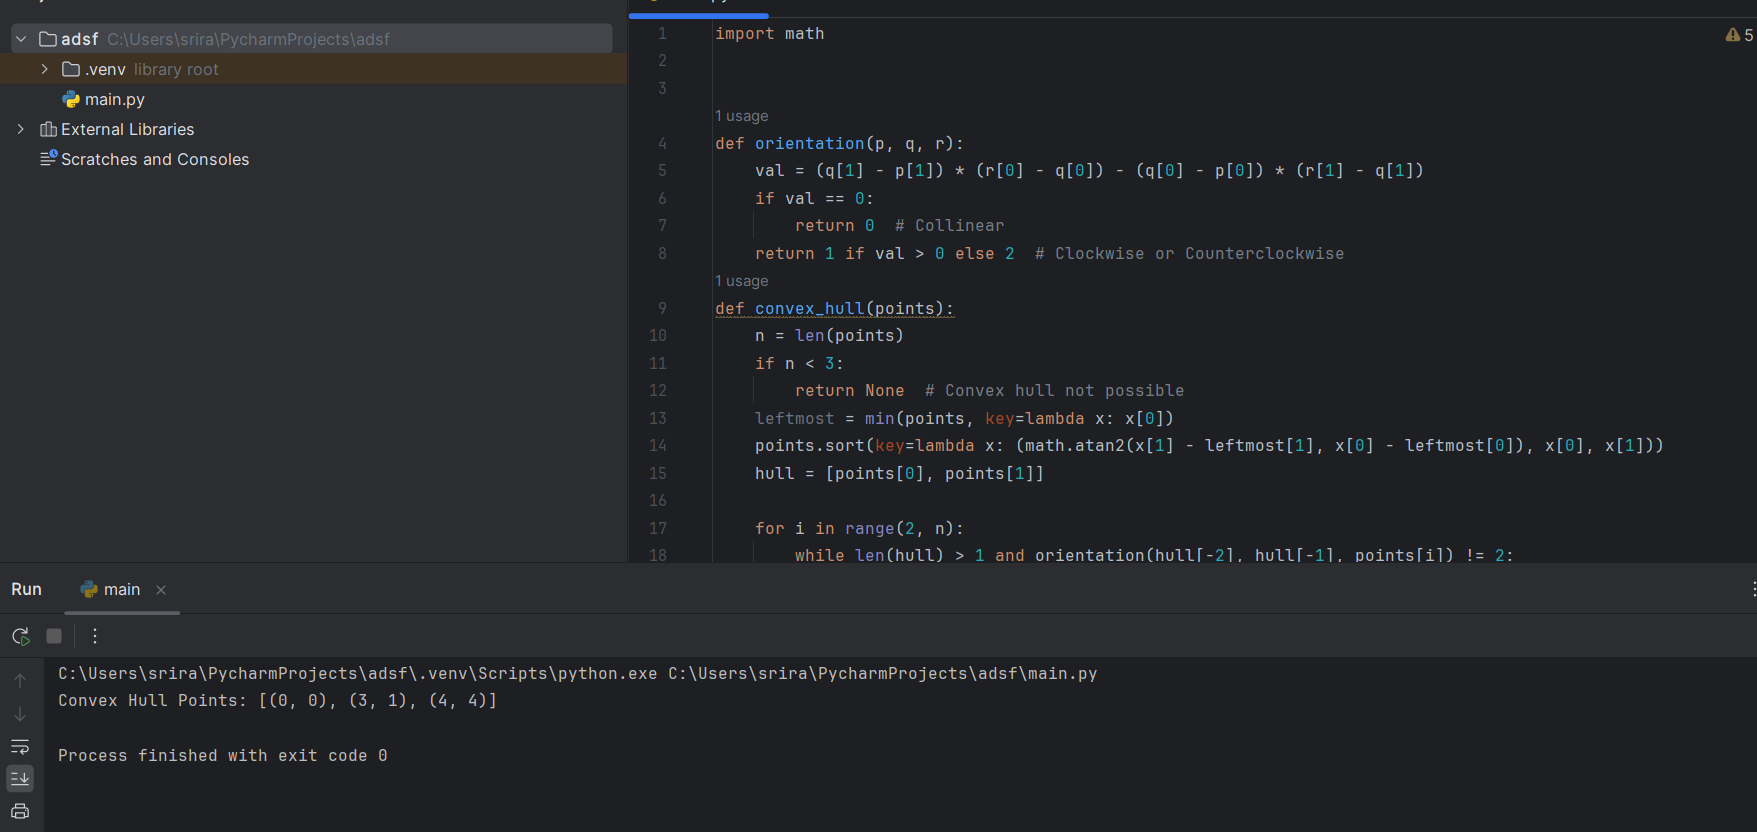 adsf C:\Users\srira\PycharmProjects\adsf
.venv library root
main.py
External Libraries
Scratches and Consoles
5
1 import math
2
3
1 usage
4 def orientation(p, q, r):
5 val = (q[1] - p[1]) * (r[0] - q[0]) - (q[0] - p[0]) * (r[1] - q[1])
6 if val == 0:
7 return 0  # Collinear
8 return 1 if val > 0 else 2  # Clockwise or Counterclockwise
1 usage
9 def convex_hull(points):
10 n = len(points)
11 if n < 3:
12 return None  # Convex hull not possible
13 leftmost = min(points, key=lambda x: x[0])
14 points.sort(key=lambda x: (math.atan2(x[1] - leftmost[1], x[0] - leftmost[0]), x[0], x[1]))
15 hull = [points[0], points[1]]
16
17 for i in range(2, n):
18 while len(hull) > 1 and orientation(hull[-2], hull[-1], points[i]) != 2:
Run main
C:\Users\srira\PycharmProjects\adsf\.venv\Scripts\python.exe C:\Users\srira\PycharmProjects\adsf\main.py
Convex Hull Points: [(0, 0), (3, 1), (4, 4)]
Process finished with exit code 0